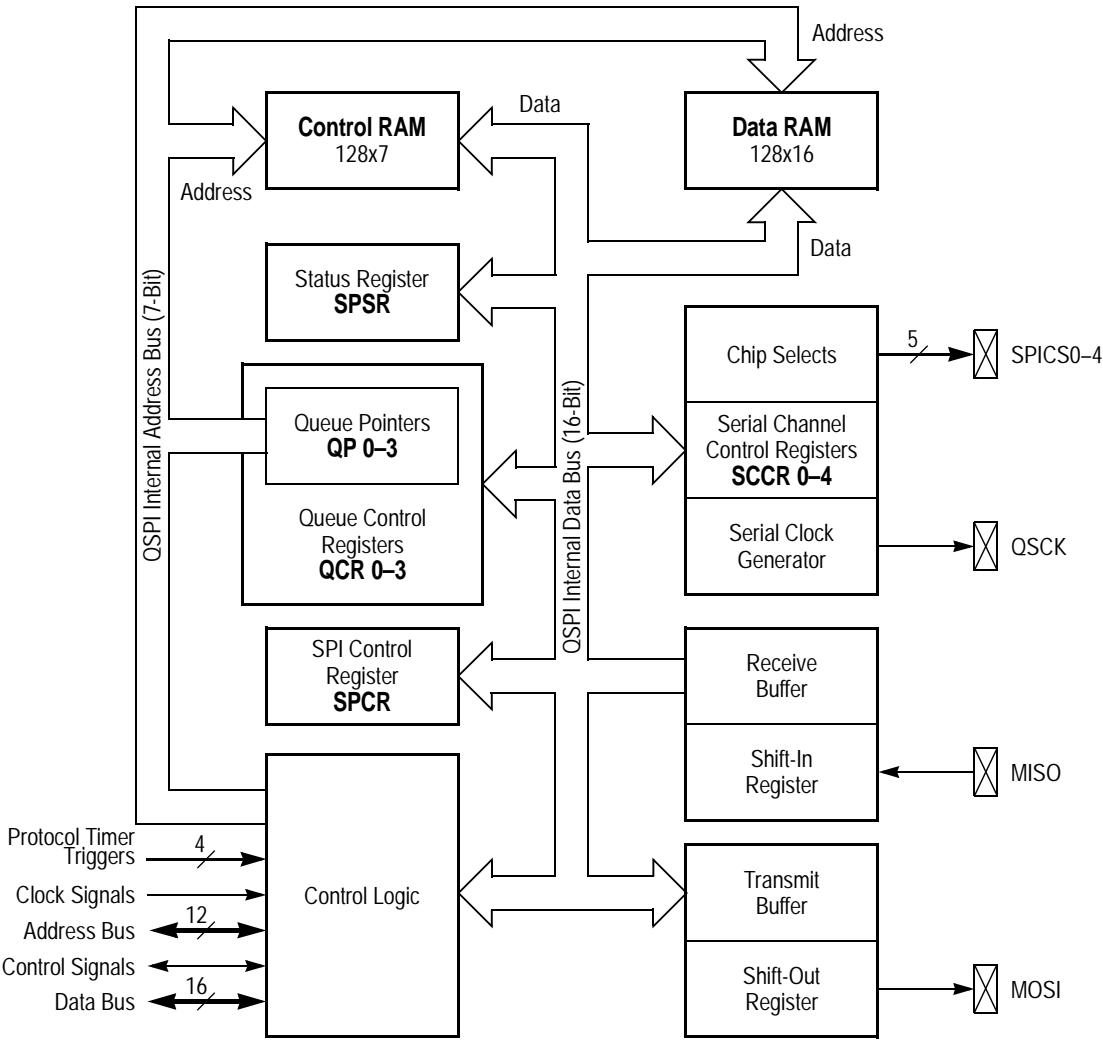 Address
Control RAM
128x7
Data
Data RAM
128x16
Address
Data
Status Register
SPSR
QSPI Internal Address Bus (7-Bit)
QSPI Internal Data Bus (16-Bit)
Chip Selects
5
SPICS0–4
Queue Pointers
QP 0–3
Serial Channel
Control Registers
SCCR 0–4
Queue Control
Registers
QCR 0–3
Serial Clock
Generator
QSCK
SPI Control
Register
SPCR
Receive
Buffer
Shift-In
Register
MISO
Protocol Timer
Triggers
4
Clock Signals
Address Bus
12
Control Signals
Data Bus
16
Control Logic
Transmit
Buffer
Shift-Out
Register
MOSI